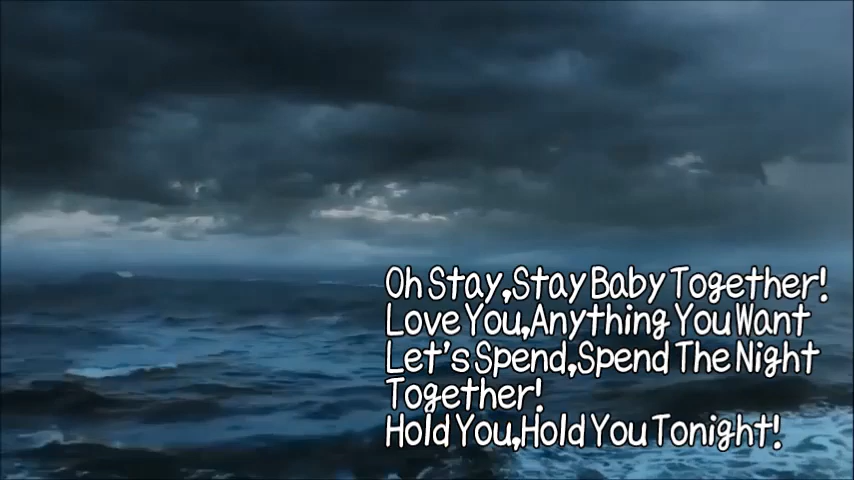 Oh Stay,Stay Baby Together!
Love You,Anything You Want
Let's Spend,Spend The Night
Together!
Hold You,Hold You Tonight!